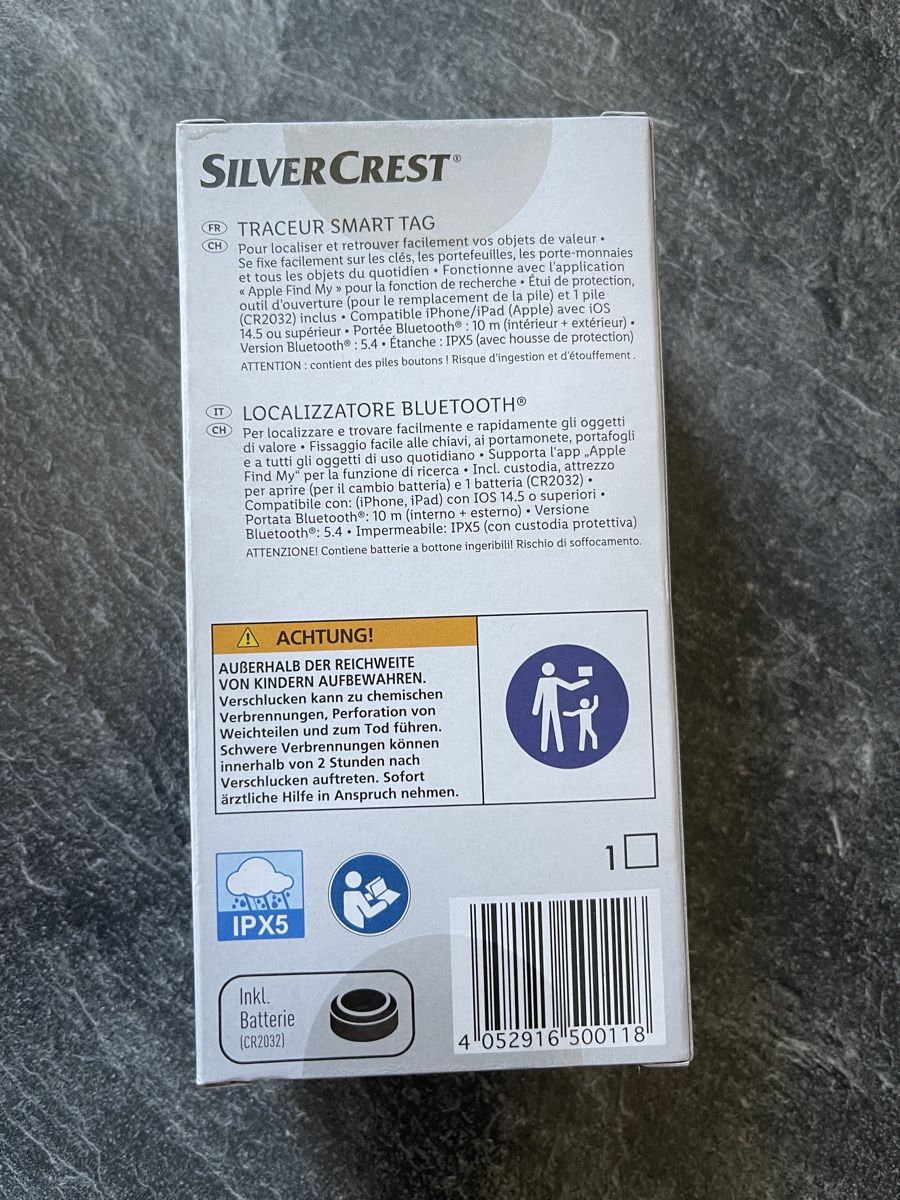 SILVERCREST®
FR CH TRACEUR SMART TAG
Pour localiser et retrouver facilement vos objets de valeur •
Se fixe facilement sur les clés, les portefeuilles, les porte-monnaies
et tous les objets du quotidien • Fonctionne avec l'application
« Apple Find My » pour la fonction de recherche • Étui de protection,
outil d'ouverture (pour le remplacement de la pile) et 1 pile
(CR2032) inclus • Compatible iPhone/iPad (Apple) avec iOS
14.5 ou supérieur • Portée Bluetooth® : 10 m (intérieur + extérieur) •
Version Bluetooth® : 5.4 • Étanche : IPX5 (avec housse de protection)
ATTENTION : contient des piles boutons ! Risque d'ingestion et d'étouffement .
IT CH LOCALIZZATORE BLUETOOTH®
Per localizzare e trovare facilmente e rapidamente gli oggetti
di valore • Fissaggio facile alle chiavi, ai portamonete, portafogli
e a tutti gli oggetti di uso quotidiano • Supporta l'app „Apple
Find My" per la funzione di ricerca • Incl. custodia, attrezzo
per aprire (per il cambio batteria) e 1 batteria (CR2032) •
Compatibile con: (iPhone, iPad) con IOS 14.5 o superiori •
Portata Bluetooth®: 10 m (interno + esterno) • Versione
Bluetooth®: 5.4 • Impermeabile: IPX5 (con custodia protettiva)
ATTENZIONE! Contiene batterie a bottone ingeribili! Rischio di soffocamento.
ACHTUNG!
AUßERHALB DER REICHWEITE
VON KINDERN AUFBEWAHREN.
Verschlucken kann zu chemischen
Verbrennungen, Perforation von
Weichteilen und zum Tod führen.
Schwere Verbrennungen können
innerhalb von 2 Stunden nach
Verschlucken auftreten. Sofort
ärztliche Hilfe in Anspruch nehmen.
1
IPX5
Inkl.
Batterie
(CR2032)
4 052916 500118